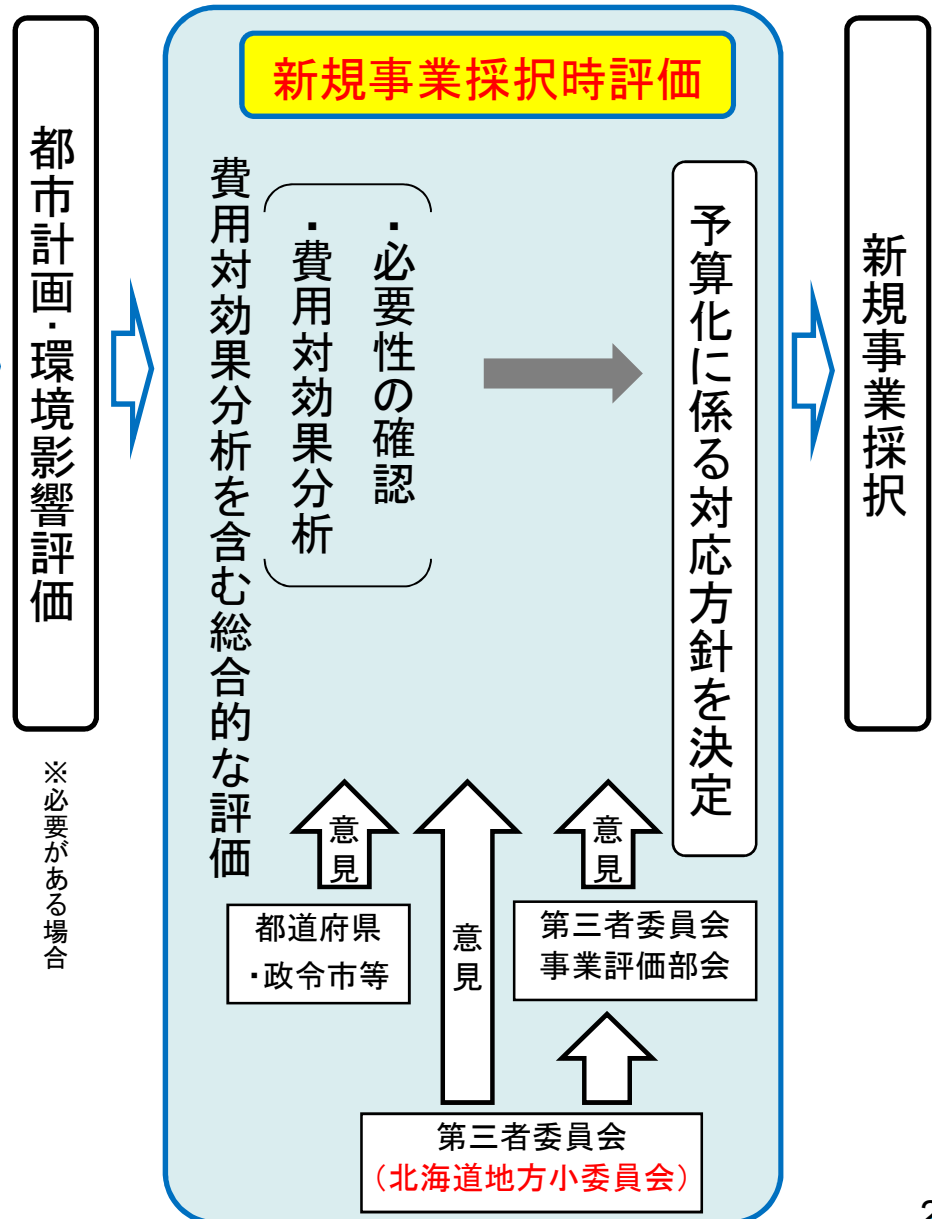 都市計画・環境影響評価
※必要がある場合
新規事業採択時評価
費用対効果分析を含む総合的な評価
・必要性の確認
・費用対効果分析
予算化に係る対応方針を決定
意見
都道府県
・政令市等
意見
意見
第三者委員会
事業評価部会
第三者委員会
（北海道地方小委員会）
新規事業採択